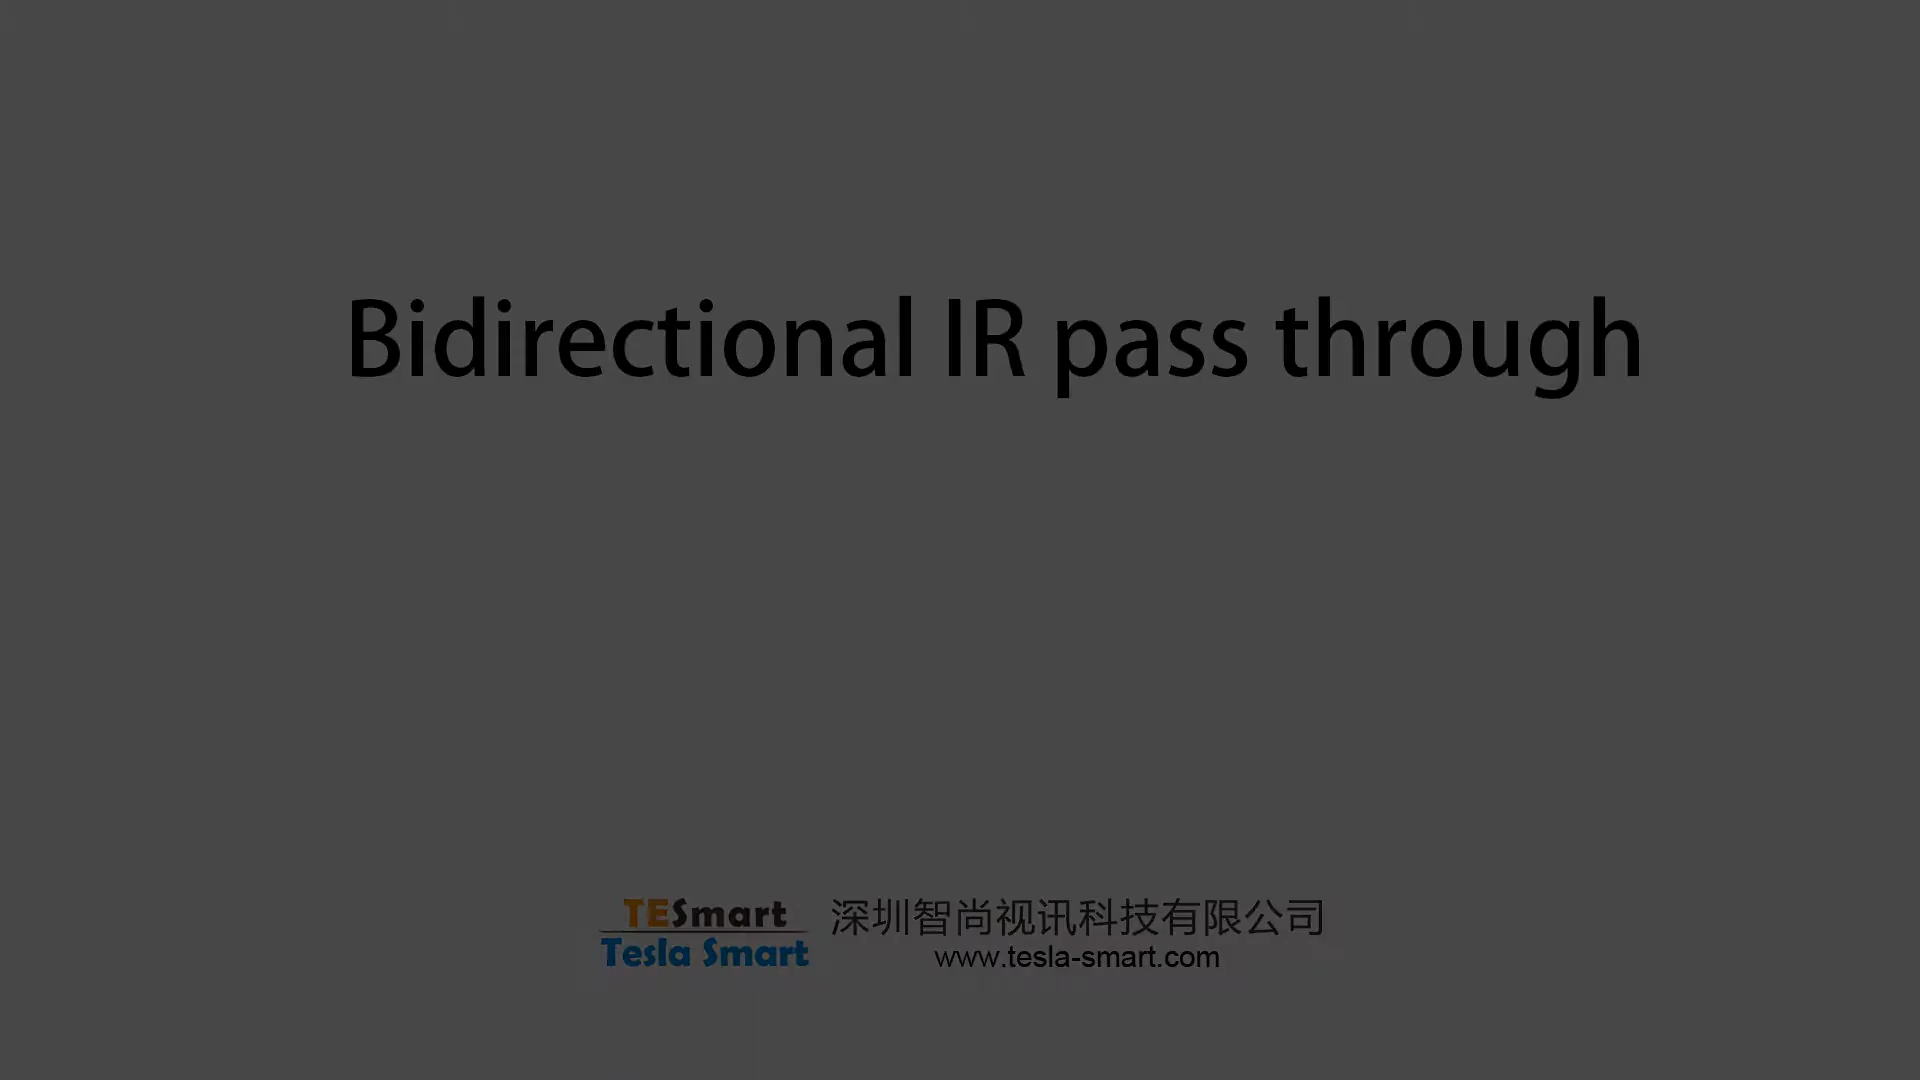 Bidirectional IR pass through
TESmart
Tesla Smart
深圳智尚视讯科技有限公司
www.tesla-smart.com